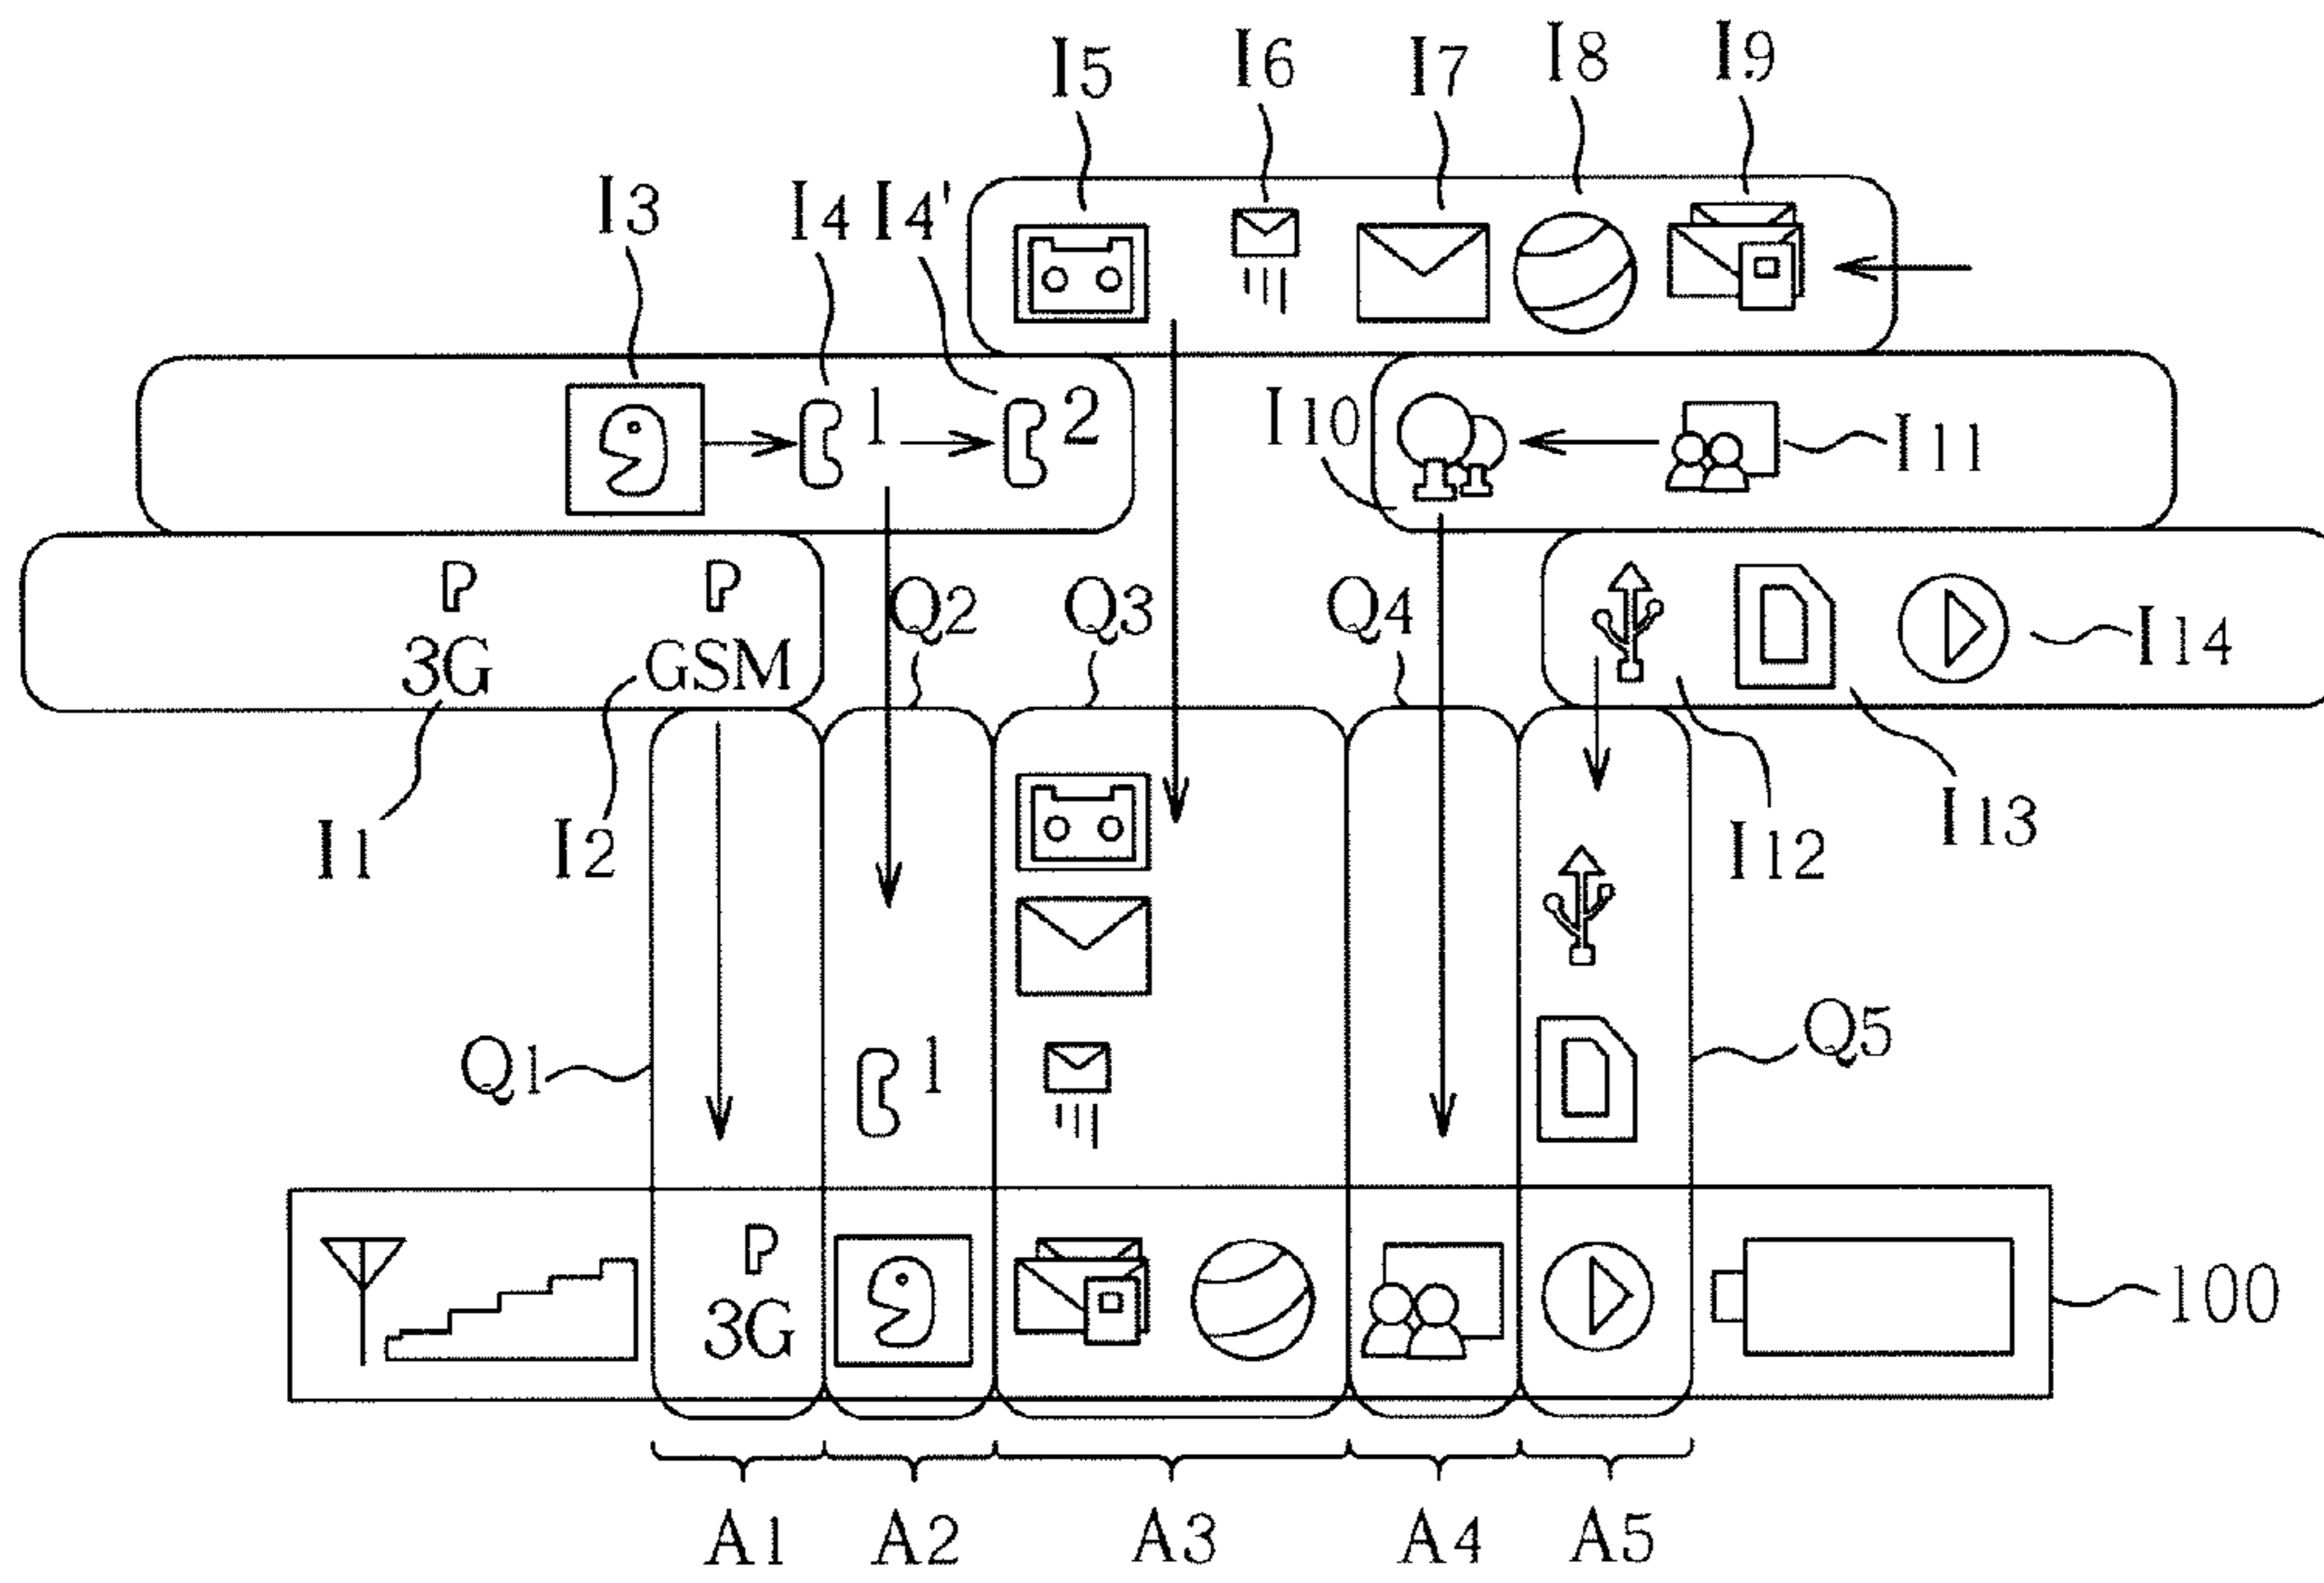 I5 I6 I7 I8 I9
I3 I4 I4'
1 2 I10 I11
P P
3G GSM Q2 Q3 Q4 I14
I1 I2 I12 I13
Q1 1 Q5
P
3G 100
A1 A2 A3 A4 A5